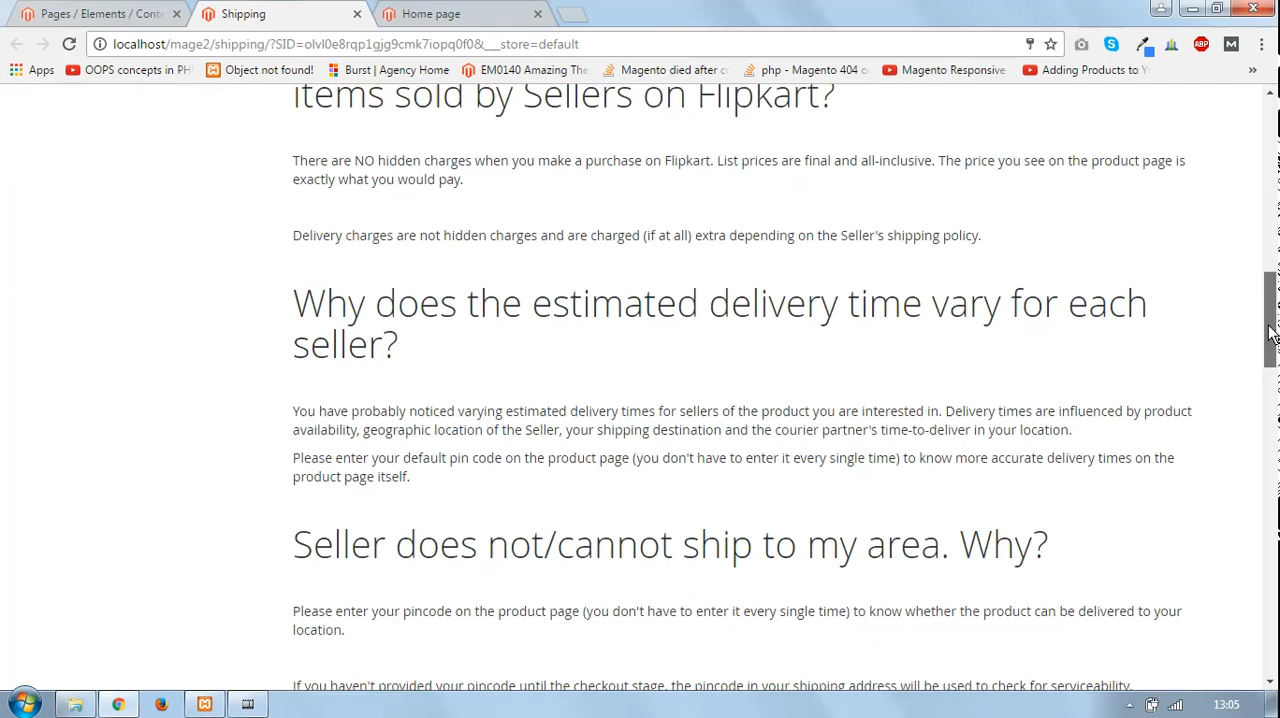 Pages / Elements / Conte
Shipping
Home page
localhost/mage2/shipping/?SID=olvl0e8rqp1gjg9cmk7iopq0f0&___store=default
ABP
M
Apps
OOPS concepts in PH
Object not found!
Burst | Agency Home
EM0140 Amazing The
Magento died after c
php - Magento 404 o
Magento Responsive
Adding Products to Y
items sold by Sellers on Flipkart?
There are NO hidden charges when you make a purchase on Flipkart. List prices are final and all-inclusive. The price you see on the product page is
exactly what you would pay.
Delivery charges are not hidden charges and are charged (if at all) extra depending on the Seller's shipping policy.
Why does the estimated delivery time vary for each
seller?
You have probably noticed varying estimated delivery times for sellers of the product you are interested in. Delivery times are influenced by product
availability, geographic location of the Seller, your shipping destination and the courier partner's time-to-deliver in your location.
Please enter your default pin code on the product page (you don't have to enter it every single time) to know more accurate delivery times on the
product page itself.
Seller does not/cannot ship to my area. Why?
Please enter your pincode on the product page (you don't have to enter it every single time) to know whether the product can be delivered to your
location.
If you haven't provided your pincode until the checkout stage, the pincode in your shipping address will be used to check for serviceability.
13:05